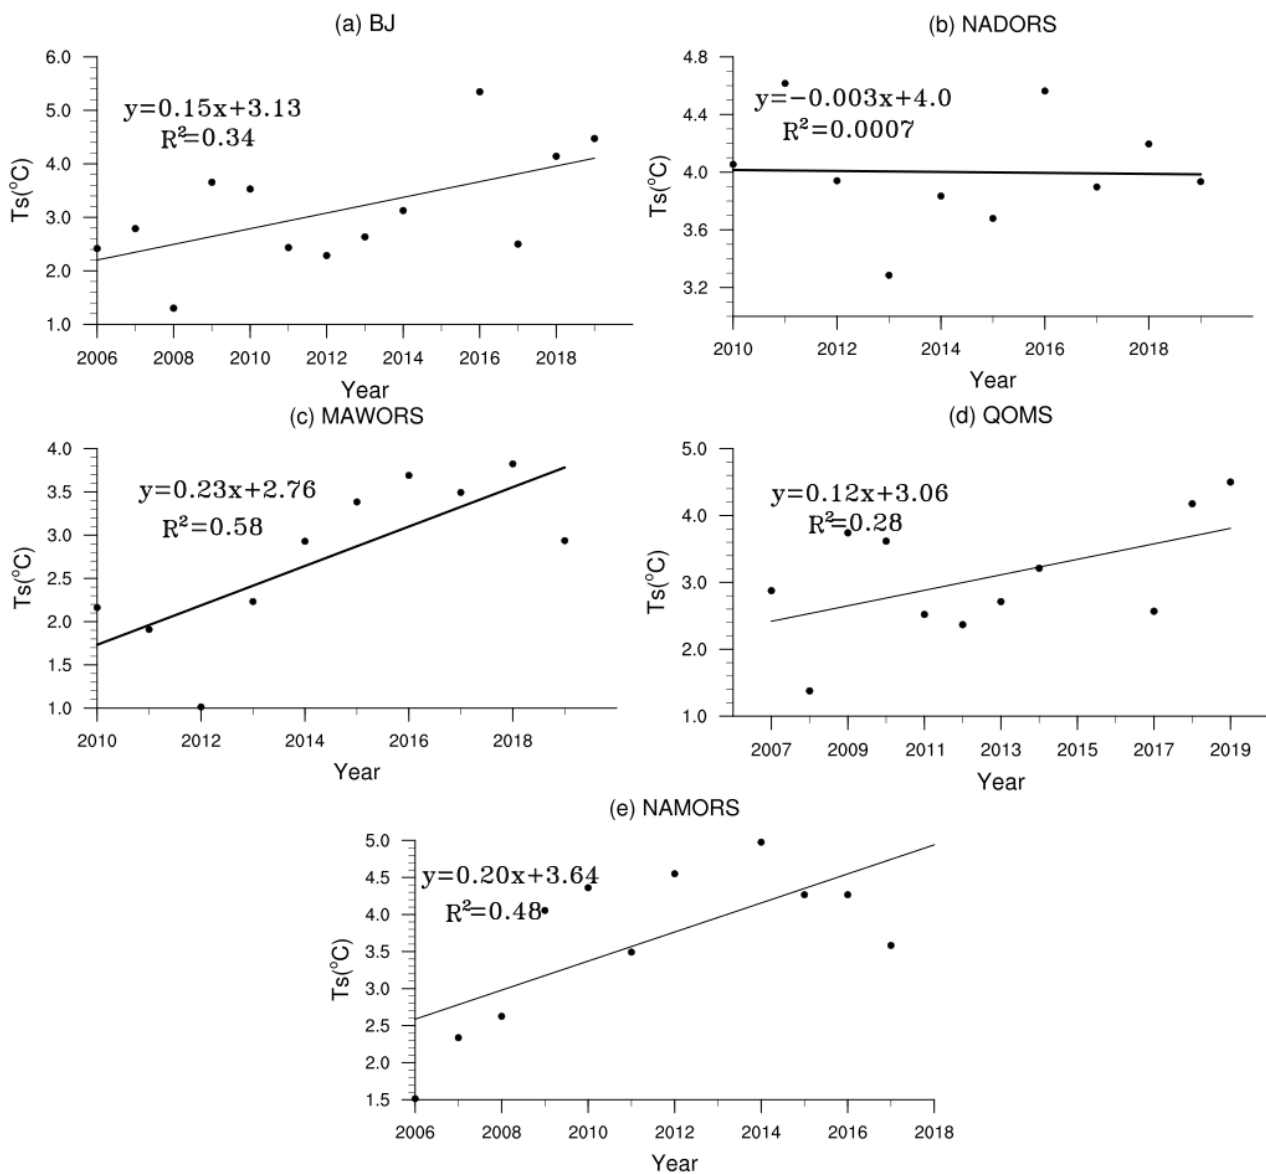 (a) BJ
6.0
5.0
4.0
3.0
2.0
1.0
Ts(°C)
y=0.15x+3.13
R²=0.34
2006 2008 2010 2012 2014 2016 2018
Year
(b) NADORS
4.8
4.4
4.0
3.6
3.2
Ts(°C)
y=−0.003x+4.0
R²=0.0007
2010 2012 2014 2016 2018
Year
(c) MAWORS
4.0
3.5
3.0
2.5
2.0
1.5
1.0
Ts(°C)
y=0.23x+2.76
R²=0.58
2010 2012 2014 2016 2018
Year
(d) QOMS
5.0
4.0
3.0
2.0
1.0
Ts(°C)
y=0.12x+3.06
R²=0.28
2007 2009 2011 2013 2015 2017 2019
Year
(e) NAMORS
5.0
4.5
4.0
3.5
3.0
2.5
2.0
1.5
Ts(°C)
y=0.20x+3.64
R²=0.48
2006 2008 2010 2012 2014 2016 2018
Year